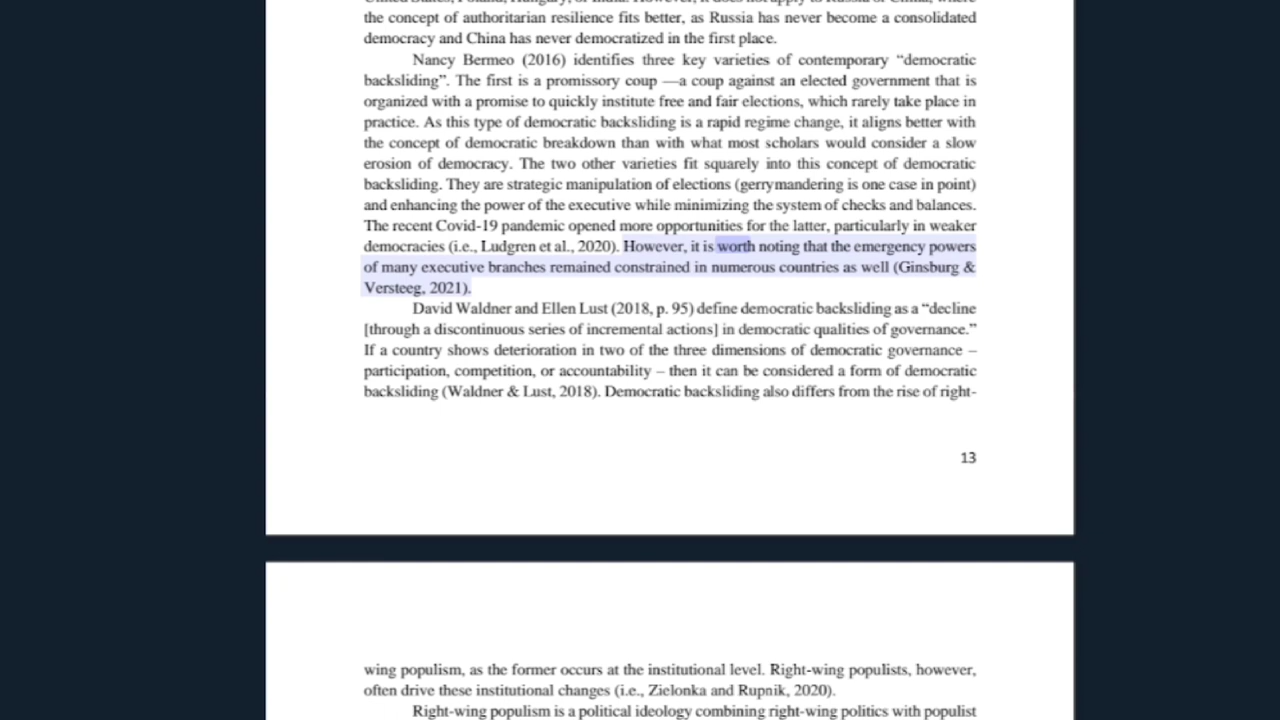 the concept of authoritarian resilience fits better, as Russia has never become a consolidated
democracy and China has never democratized in the first place.
Nancy Bermeo (2016) identifies three key varieties of contemporary “democratic
backsliding”. The first is a promissory coup —a coup against an elected government that is
organized with a promise to quickly institute free and fair elections, which rarely take place in
practice. As this type of democratic backsliding is a rapid regime change, it aligns better with
the concept of democratic breakdown than with what most scholars would consider a slow
erosion of democracy. The two other varieties fit squarely into this concept of democratic
backsliding. They are strategic manipulation of elections (gerrymandering is one case in point)
and enhancing the power of the executive while minimizing the system of checks and balances.
The recent Covid-19 pandemic opened more opportunities for the latter, particularly in weaker
democracies (i.e., Ludgren et al., 2020). However, it is worth noting that the emergency powers
of many executive branches remained constrained in numerous countries as well (Ginsburg &
Versteeg, 2021).
David Waldner and Ellen Lust (2018, p. 95) define democratic backsliding as a “decline
[through a discontinuous series of incremental actions] in democratic qualities of governance.”
If a country shows deterioration in two of the three dimensions of democratic governance –
participation, competition, or accountability – then it can be considered a form of democratic
backsliding (Waldner & Lust, 2018). Democratic backsliding also differs from the rise of right-
13
wing populism, as the former occurs at the institutional level. Right-wing populists, however,
often drive these institutional changes (i.e., Zielonka and Rupnik, 2020).
Right-wing populism is a political ideology combining right-wing politics with populist